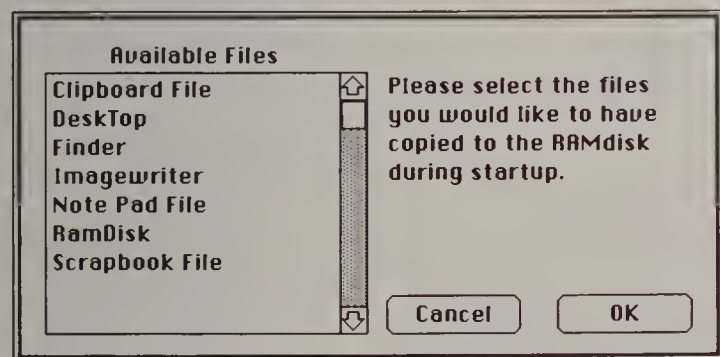 Available Files
Clipboard File
DeskTop
Finder
Imagewriter
Note Pad File
RamDisk
Scrapbook File
Please select the files
you would like to have
copied to the RAMdisk
during startup.
Cancel
OK